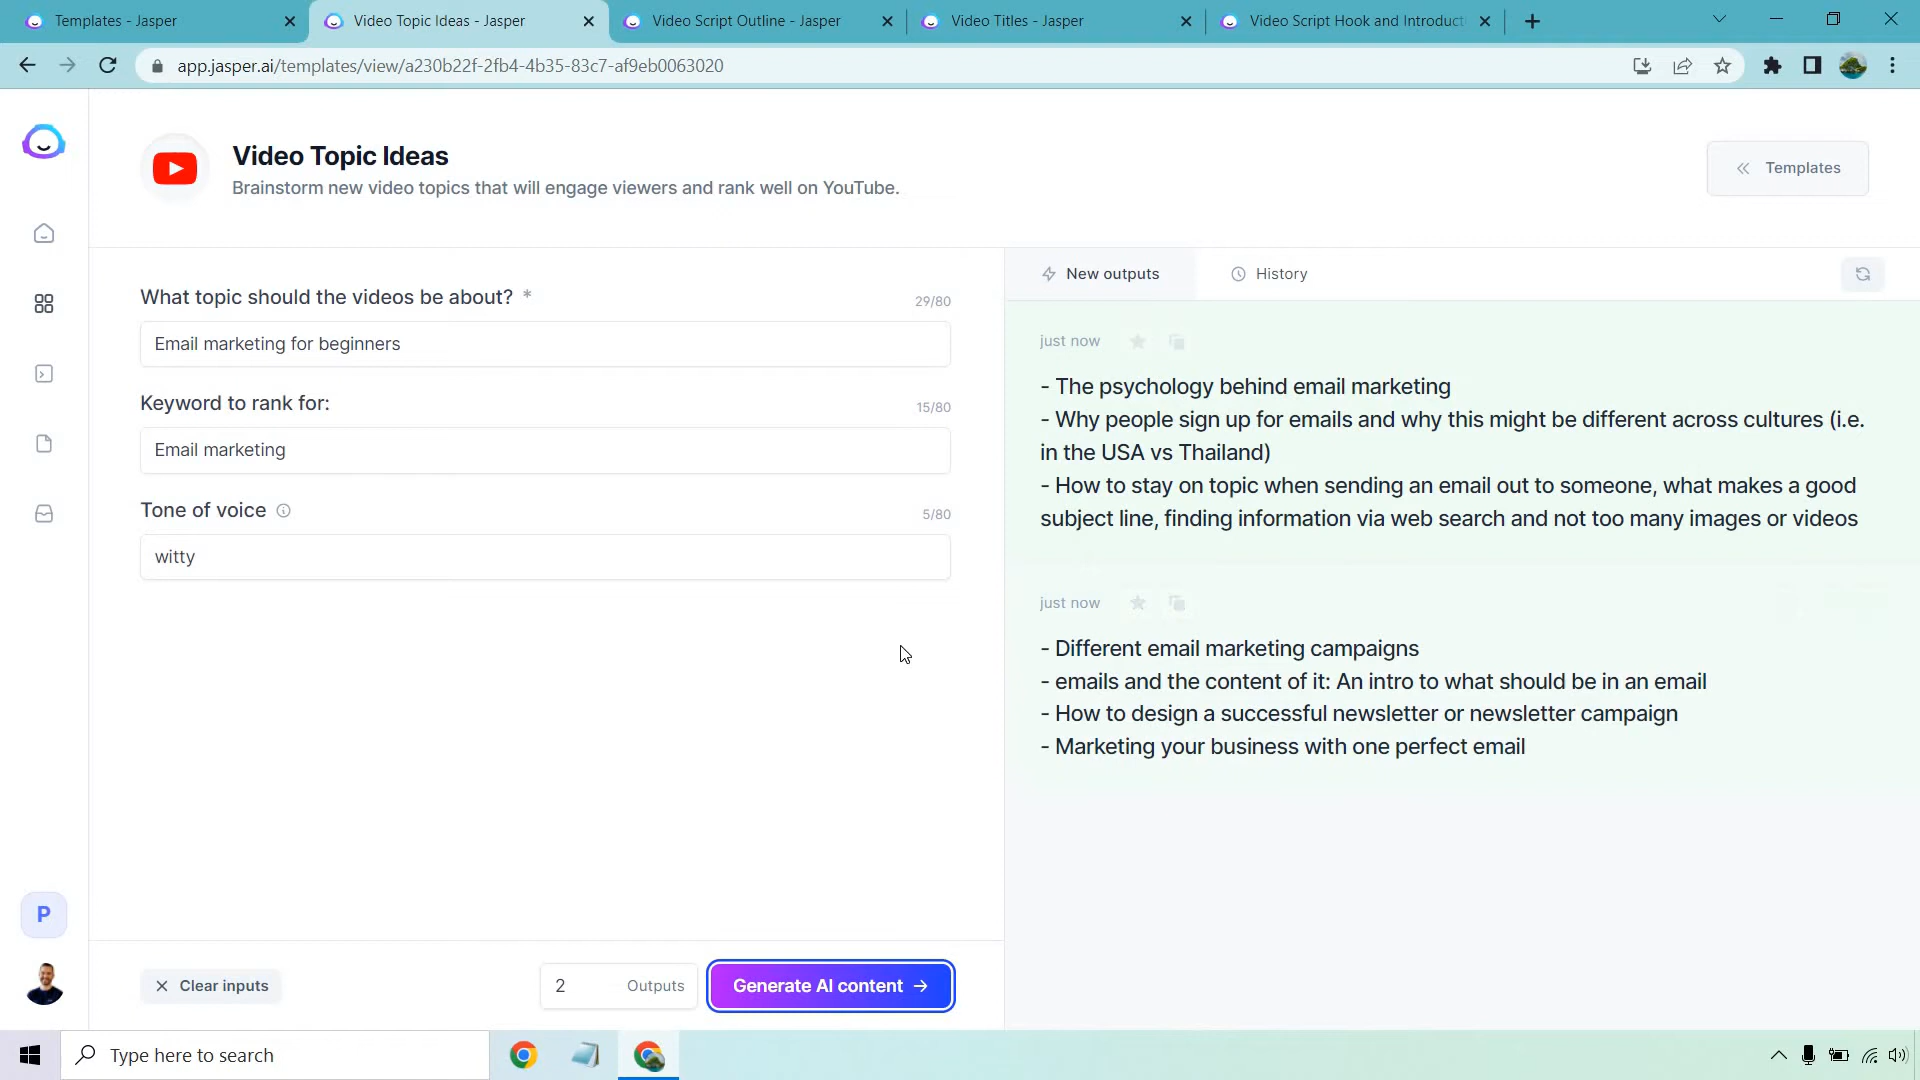 Templates - Jasper
Video Topic Ideas - Jasper
Video Script Outline - Jasper
Video Titles - Jasper
Video Script Hook and Introduct
app.jasper.ai/templates/view/a230b22f-2fb4-4b35-83c7-af9eb0063020
Video Topic Ideas
Brainstorm new video topics that will engage viewers and rank well on YouTube.
Templates
What topic should the videos be about? *
29/80
Email marketing for beginners
Keyword to rank for:
15/80
Email marketing
Tone of voice
5/80
witty
Clear inputs
2 Outputs
Generate AI content
New outputs
History
just now
- The psychology behind email marketing
- Why people sign up for emails and why this might be different across cultures (i.e.
in the USA vs Thailand)
- How to stay on topic when sending an email out to someone, what makes a good
subject line, finding information via web search and not too many images or videos
just now
- Different email marketing campaigns
- emails and the content of it: An intro to what should be in an email
- How to design a successful newsletter or newsletter campaign
- Marketing your business with one perfect email
P
Type here to search